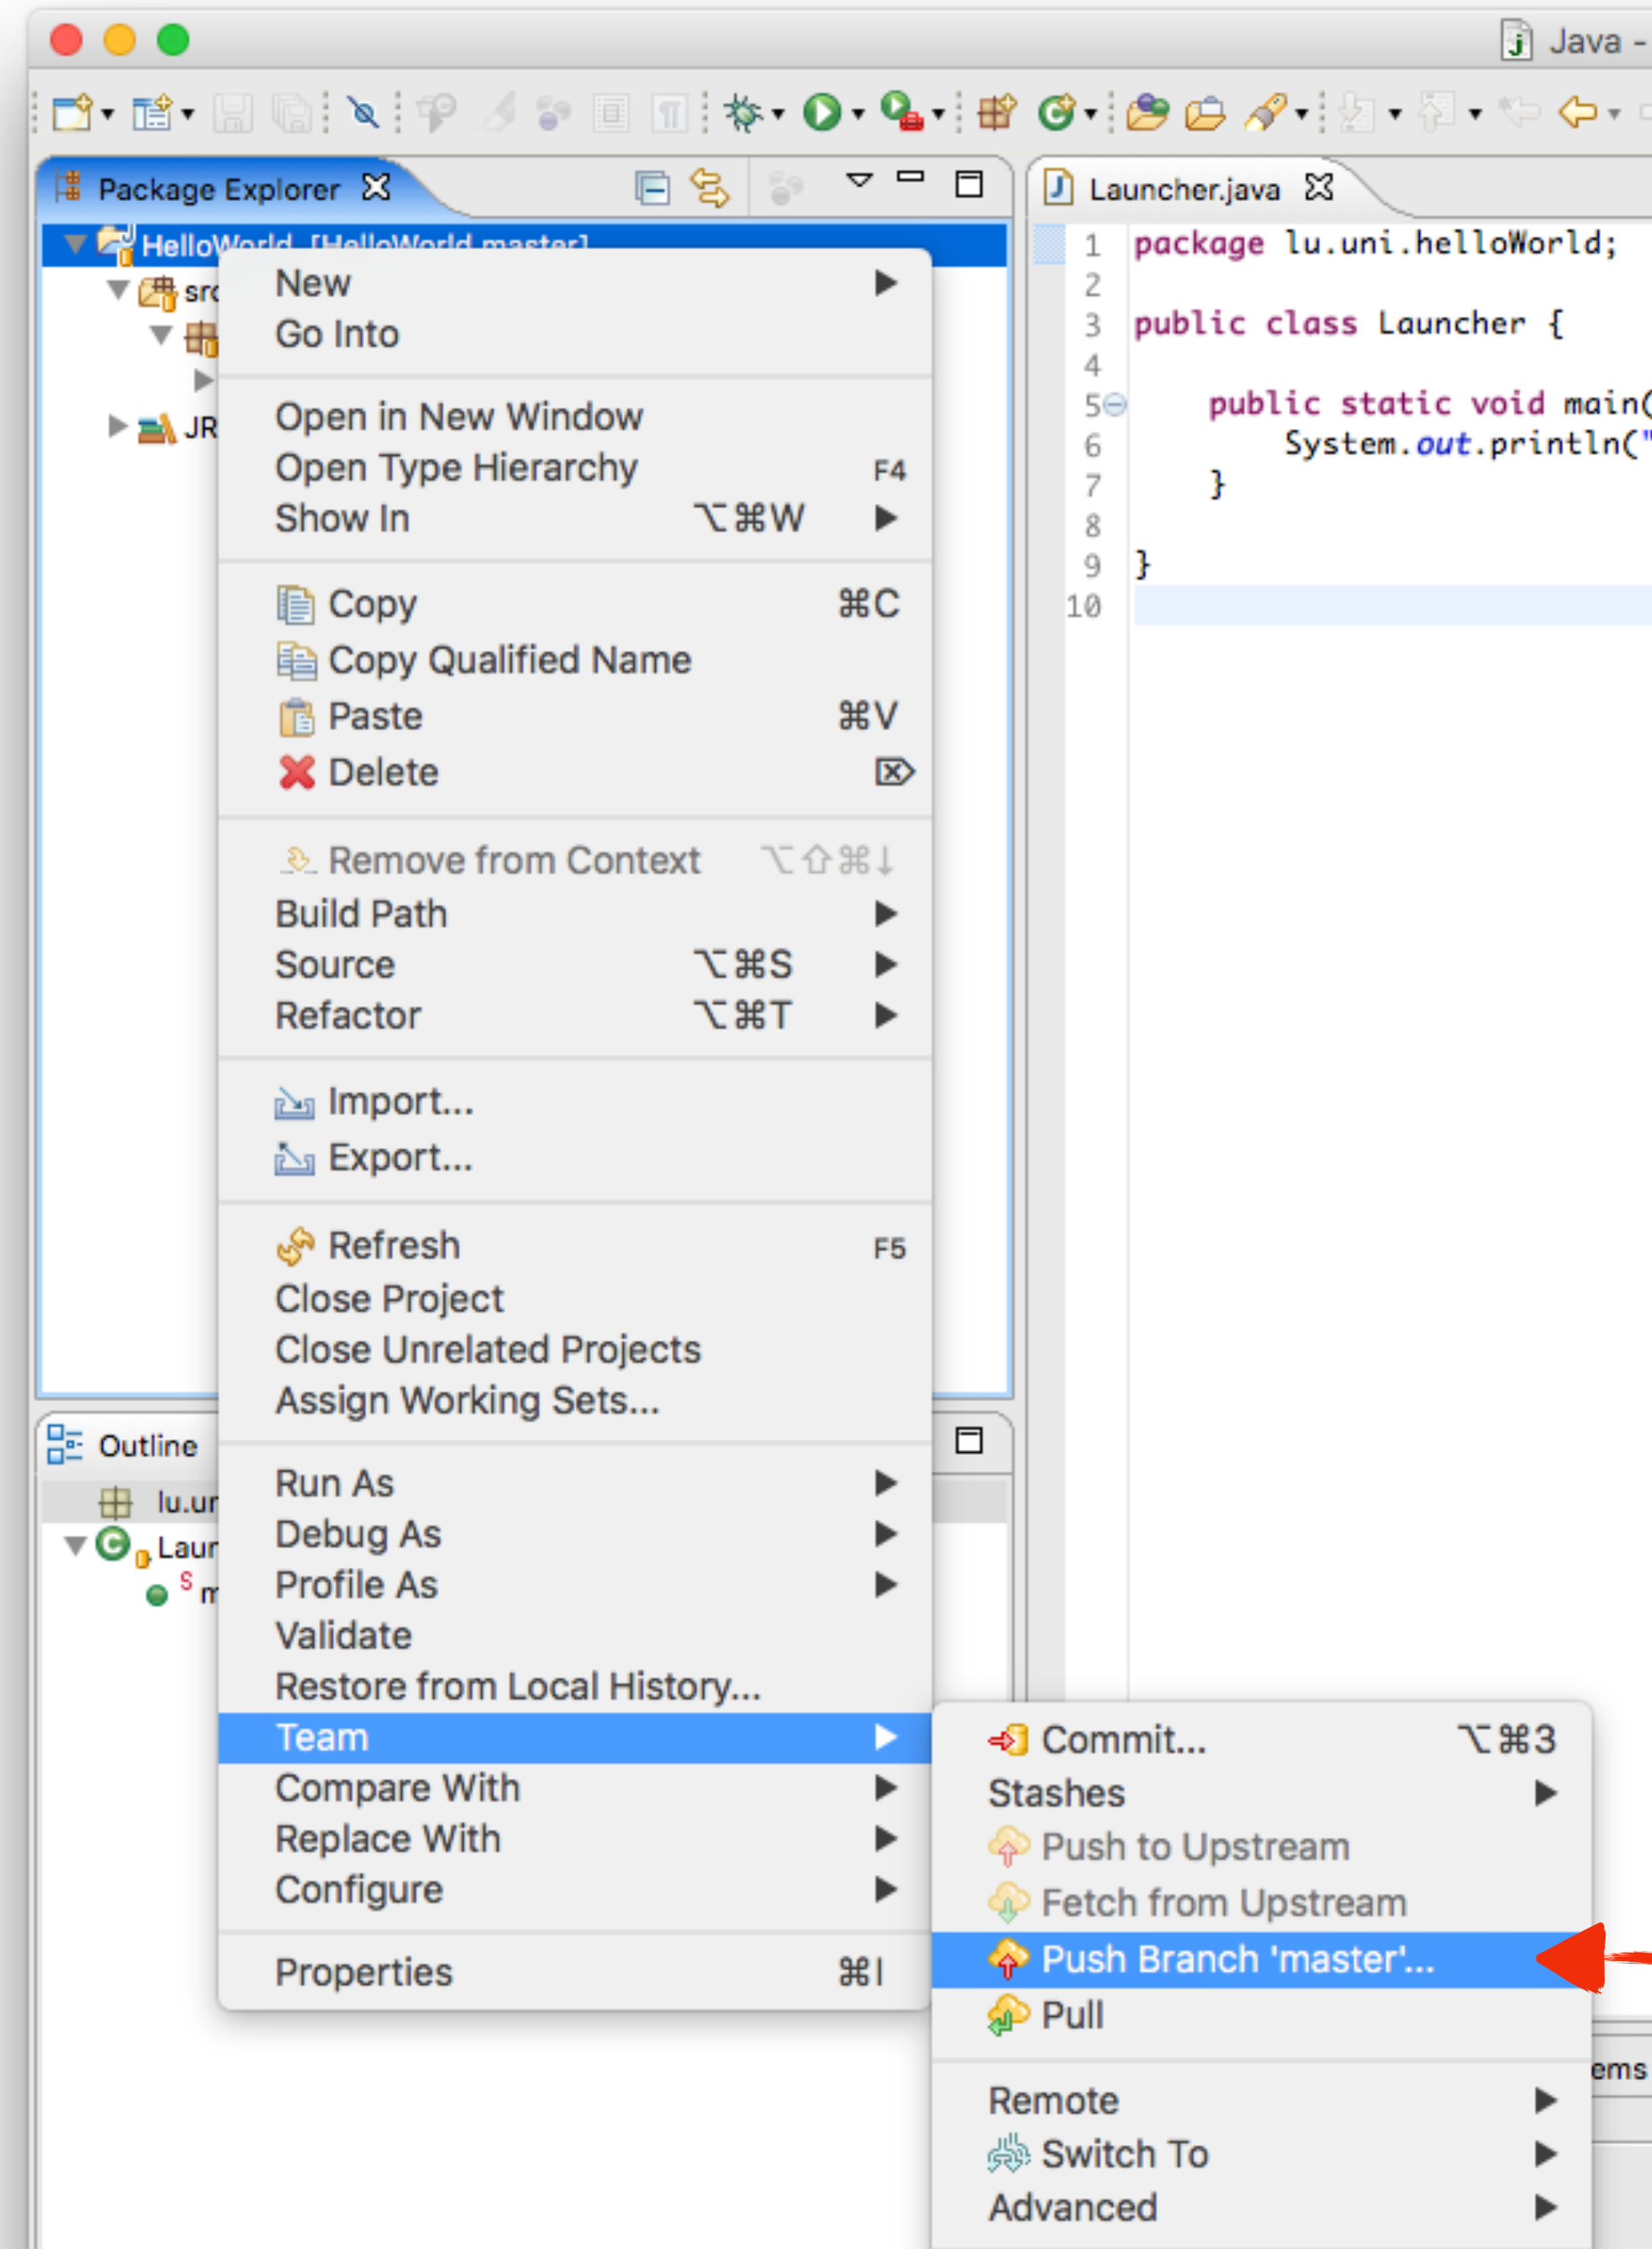 Java -
Package Explorer
Launcher.java
HelloWorld [HelloWorld master]
src
JR
New
Go Into
Open in New Window
Open Type Hierarchy F4
Show In ⌥⌘W
Copy ⌘C
Copy Qualified Name
Paste ⌘V
Delete ⌦
Remove from Context ⌥⇧⌘↓
Build Path
Source ⌥⌘S
Refactor ⌥⌘T
Import...
Export...
Refresh F5
Close Project
Close Unrelated Projects
Assign Working Sets...
Run As
Debug As
Profile As
Validate
Restore from Local History...
Team
Compare With
Replace With
Configure
Properties ⌘I
1 package lu.uni.helloWorld;
2
3 public class Launcher {
4
5 public static void main(
6 System.out.println("
7 }
8
9 }
10
Outline
lu.un
Laun
S m
Commit... ⌥⌘3
Stashes
Push to Upstream
Fetch from Upstream
Push Branch 'master'...
Pull
Remote
Switch To
Advanced
ems